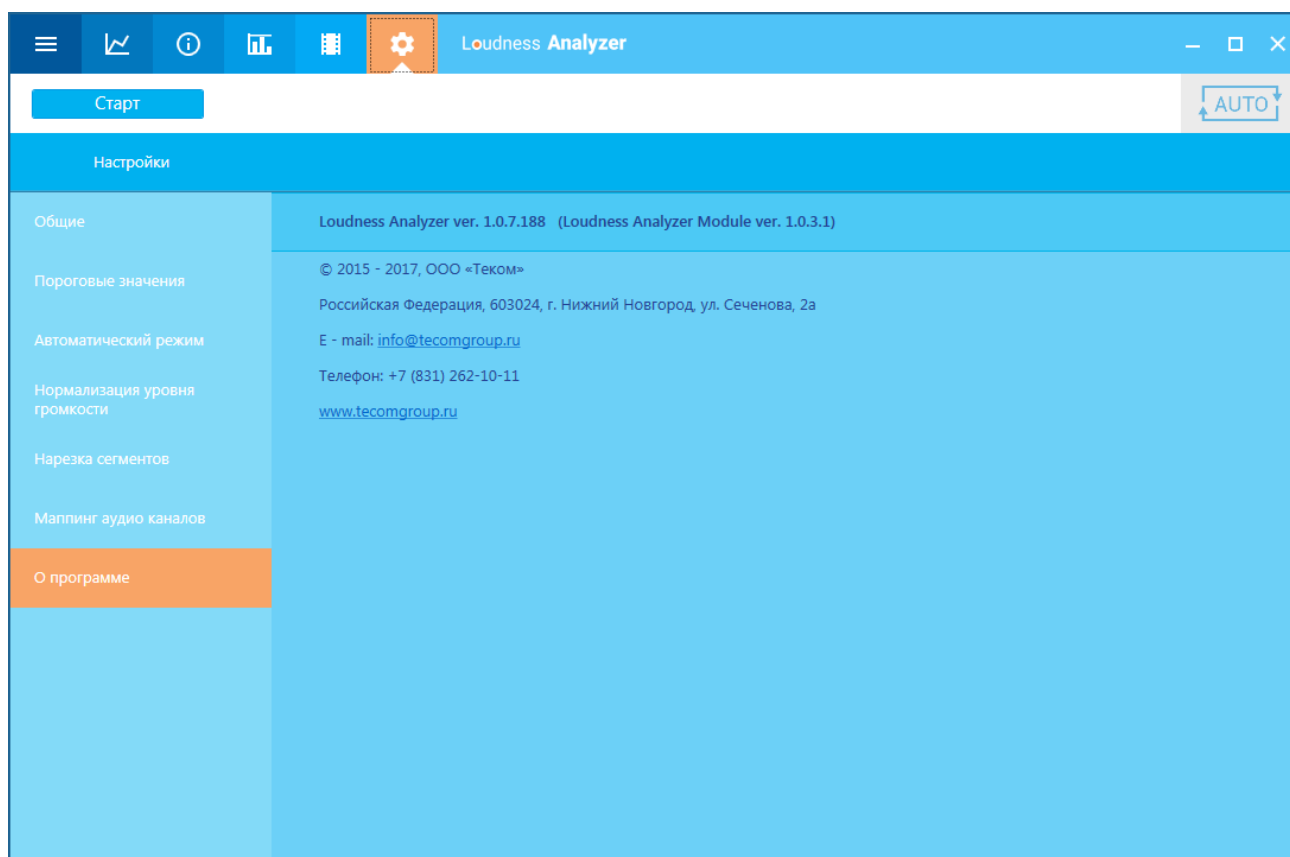 Loudness Analyzer
Старт
AUTO
Настройки
Общие
Пороговые значения
Автоматический режим
Нормализация уровня
громкости
Нарезка сегментов
Маппинг аудио каналов
О программе
Loudness Analyzer ver. 1.0.7.188 (Loudness Analyzer Module ver. 1.0.3.1)
© 2015 - 2017, ООО «Теком»
Российская Федерация, 603024, г. Нижний Новгород, ул. Сеченова, 2а
E - mail: info@tecomgroup.ru
Телефон: +7 (831) 262-10-11
www.tecomgroup.ru